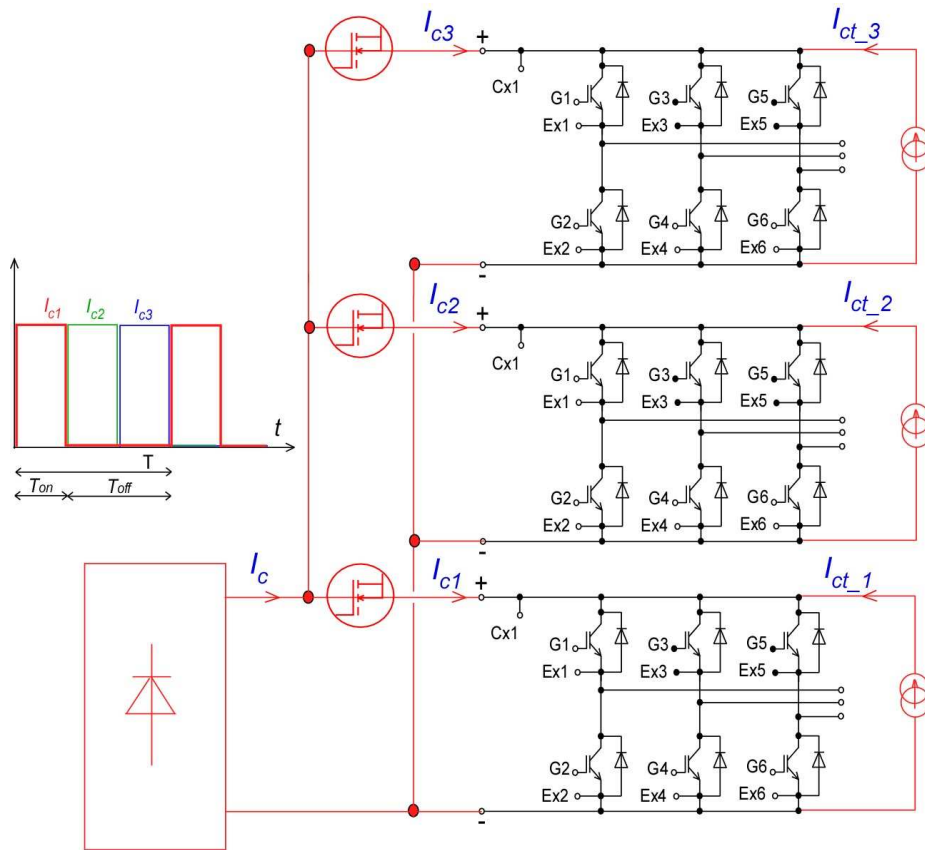 Ic3
+
Cx1
Ict_3
G1
G3
G5
Ex1
Ex3
Ex5
G2
G4
G6
Ex2
Ex4
Ex6
-
Ic1
Ic2
Ic3
t
T
Ton
Toff
Ic2
+
Cx1
Ict_2
G1
G3
G5
Ex1
Ex3
Ex5
G2
G4
G6
Ex2
Ex4
Ex6
-
Ic
Ic1
+
Cx1
Ict_1
G1
G3
G5
Ex1
Ex3
Ex5
G2
G4
G6
Ex2
Ex4
Ex6
-